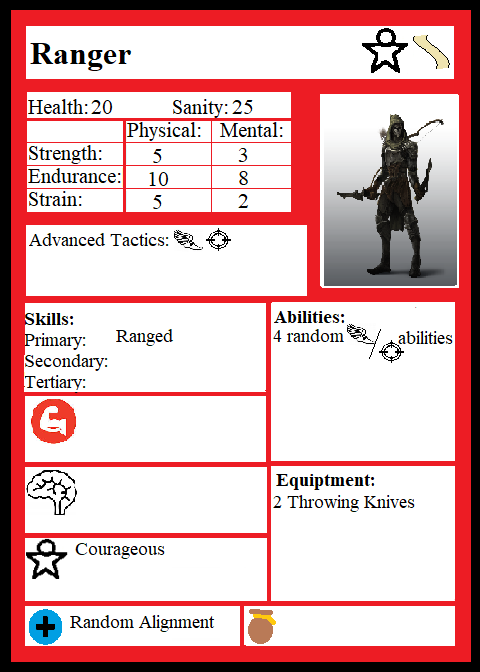 Ranger
Health: 20 Sanity: 25
Physical: Mental:
Strength: 5 3
Endurance: 10 8
Strain: 5 2
Advanced Tactics:
Skills:
Primary: Ranged
Secondary:
Tertiary:
Abilities:
4 random / abilities
Equiptment:
2 Throwing Knives
Courageous
Random Alignment